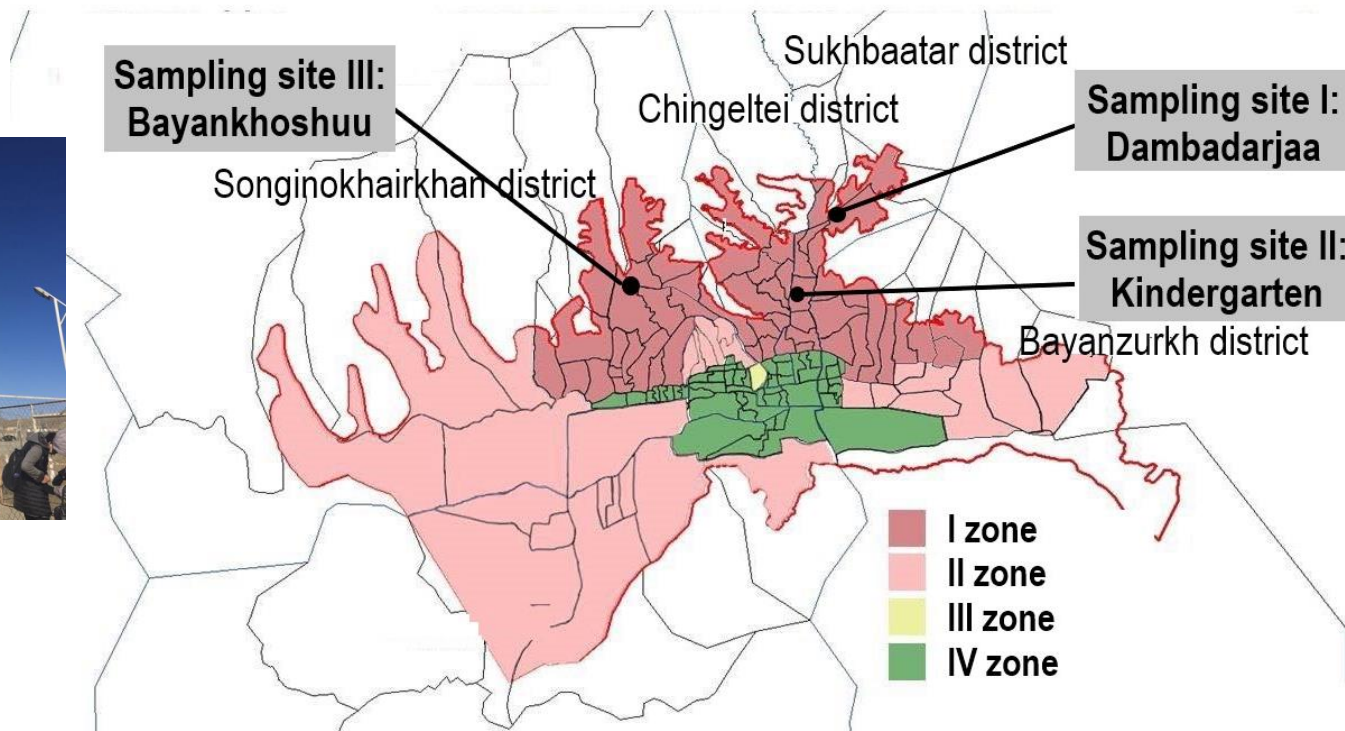 Sukhbaatar district
Sampling site III:
Bayankhoshuu
Chingeltei district
Sampling site I:
Dambadarjaa
Songinokhairkhan district
Sampling site II:
Kindergarten
Bayanzurkh district
I zone
II zone
III zone
IV zone